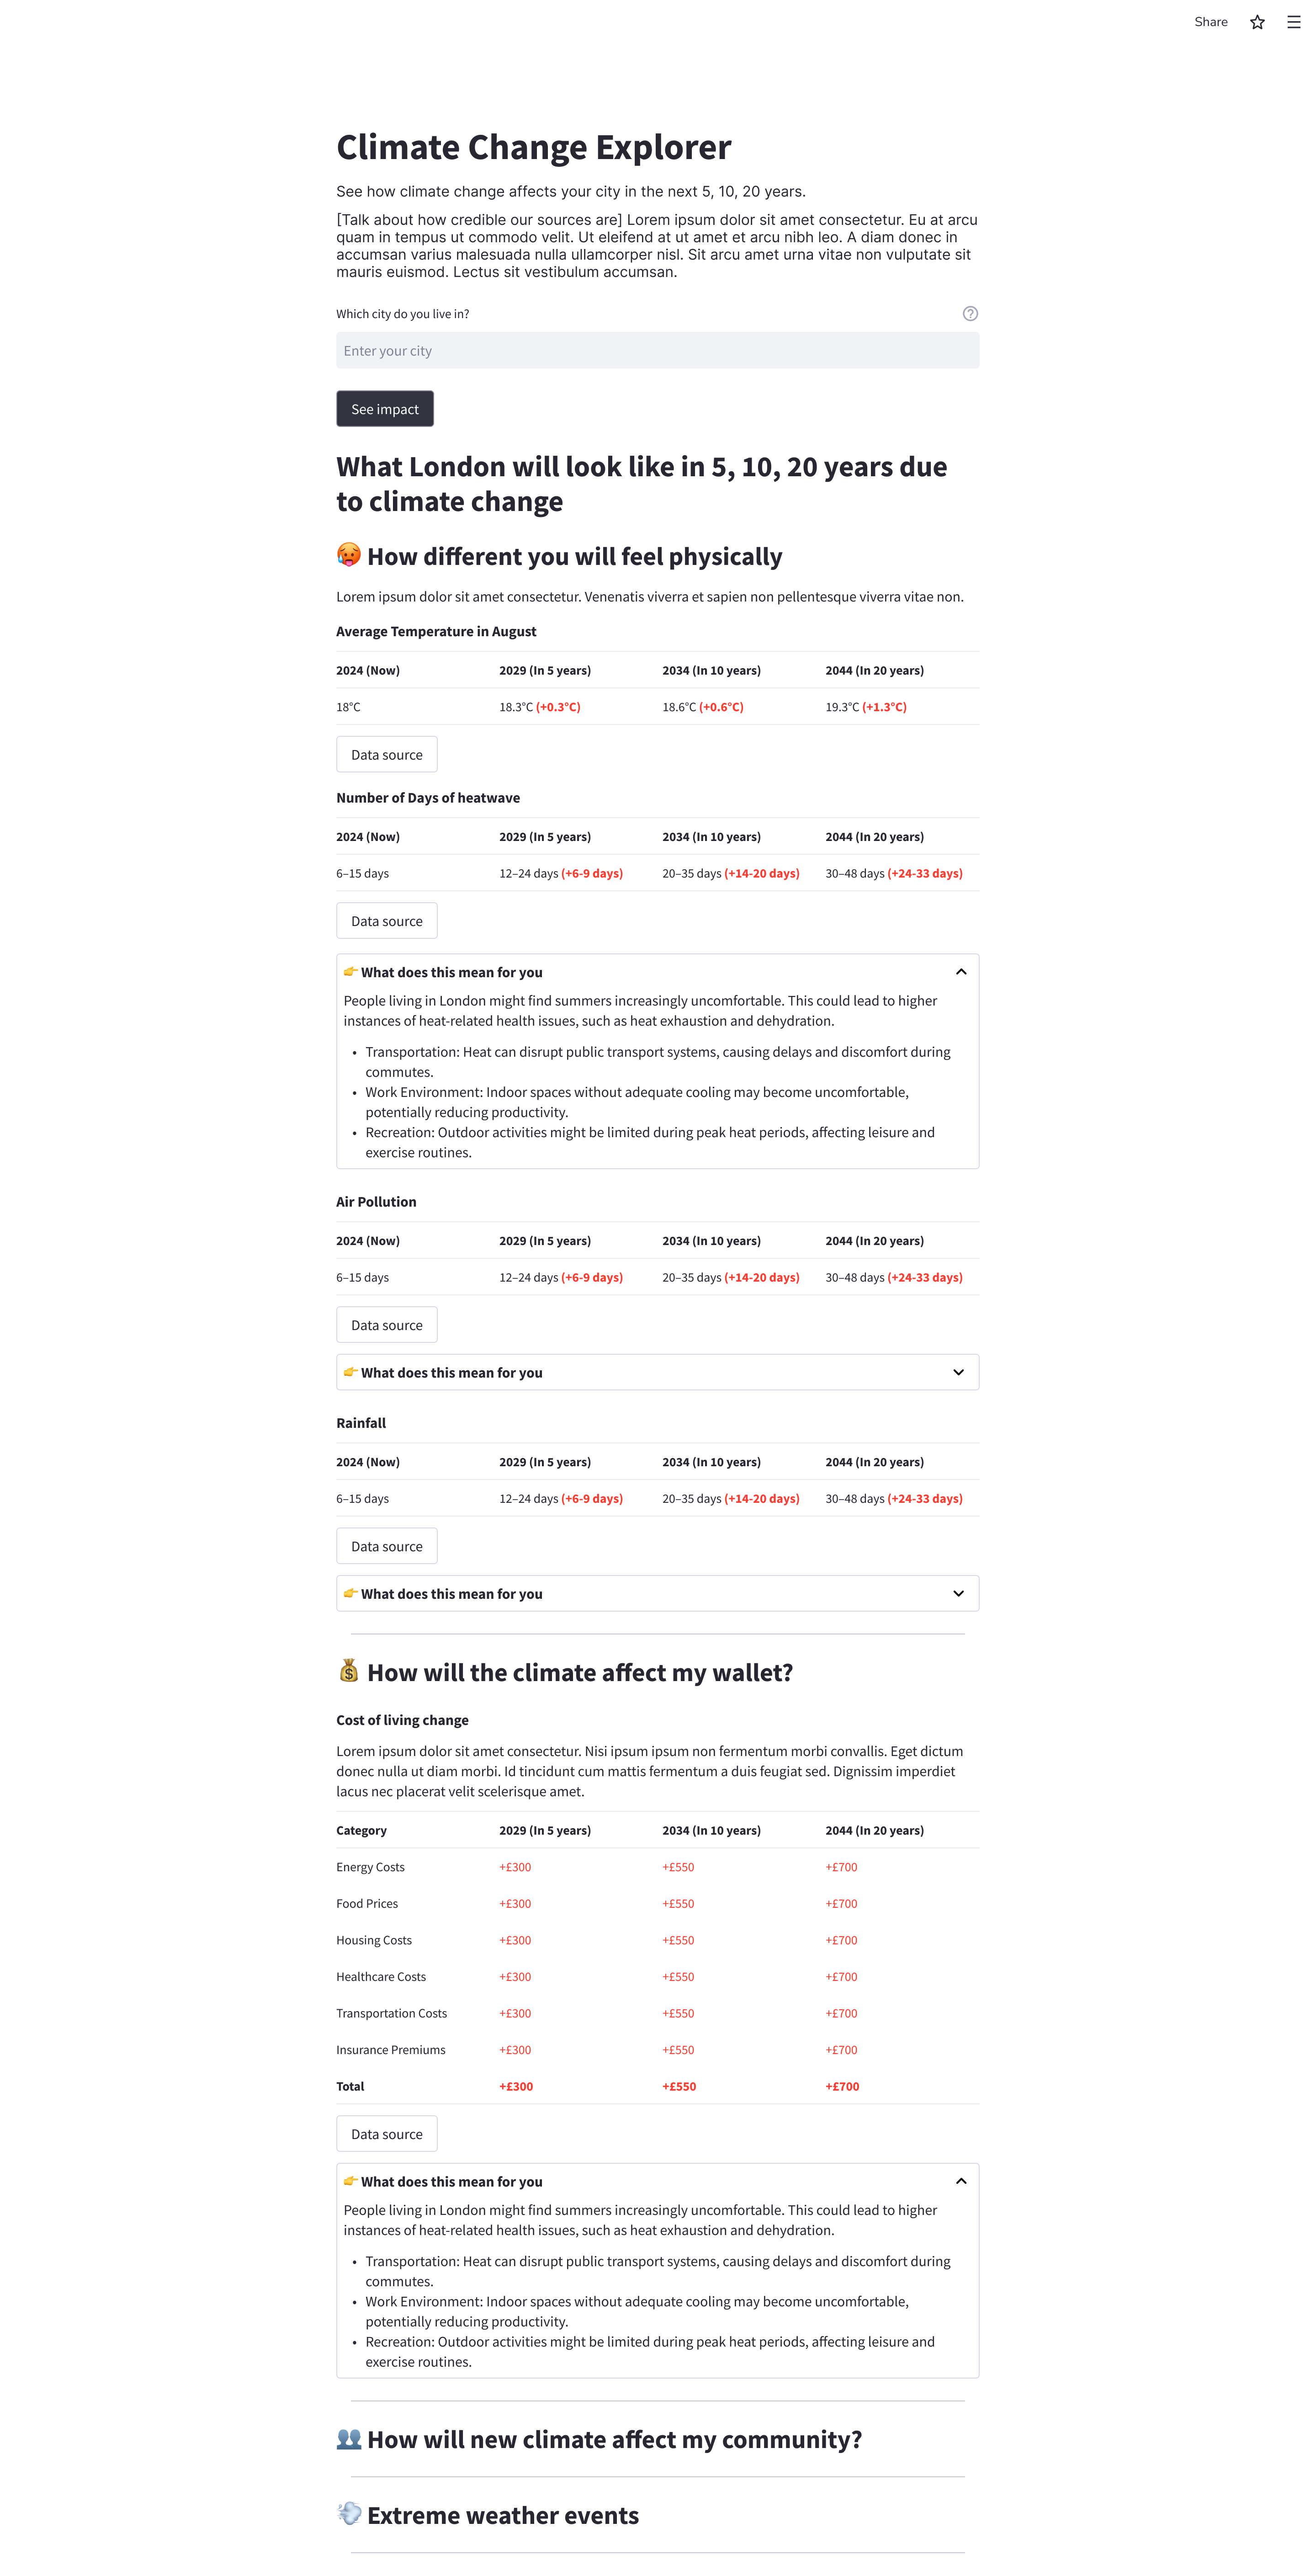 Share
Climate Change Explorer
See how climate change affects your city in the next 5, 10, 20 years.
[Talk about how credible our sources are] Lorem ipsum dolor sit amet consectetur. Eu at arcu
quam in tempus ut commodo velit. Ut eleifend at ut amet et arcu nibh leo. A diam donec in
accumsan varius malesuada nulla ullamcorper nisl. Sit arcu amet urna vitae non vulputate sit
mauris euismod. Lectus sit vestibulum accumsan.
Which city do you live in?
Enter your city
See impact
What London will look like in 5, 10, 20 years due
to climate change
🥵 How different you will feel physically
Lorem ipsum dolor sit amet consectetur. Venenatis viverra et sapien non pellentesque viverra vitae non.
Average Temperature in August
2024 (Now) 2029 (In 5 years) 2034 (In 10 years) 2044 (In 20 years)
18°C 18.3°C (+0.3°C) 18.6°C (+0.6°C) 19.3°C (+1.3°C)
Data source
Number of Days of heatwave
2024 (Now) 2029 (In 5 years) 2034 (In 10 years) 2044 (In 20 years)
6–15 days 12–24 days (+6-9 days) 20–35 days (+14-20 days) 30–48 days (+24-33 days)
Data source
👉 What does this mean for you
People living in London might find summers increasingly uncomfortable. This could lead to higher
instances of heat-related health issues, such as heat exhaustion and dehydration.
• Transportation: Heat can disrupt public transport systems, causing delays and discomfort during
commutes.
• Work Environment: Indoor spaces without adequate cooling may become uncomfortable,
potentially reducing productivity.
• Recreation: Outdoor activities might be limited during peak heat periods, affecting leisure and
exercise routines.
Air Pollution
2024 (Now) 2029 (In 5 years) 2034 (In 10 years) 2044 (In 20 years)
6–15 days 12–24 days (+6-9 days) 20–35 days (+14-20 days) 30–48 days (+24-33 days)
Data source
👉 What does this mean for you
Rainfall
2024 (Now) 2029 (In 5 years) 2034 (In 10 years) 2044 (In 20 years)
6–15 days 12–24 days (+6-9 days) 20–35 days (+14-20 days) 30–48 days (+24-33 days)
Data source
👉 What does this mean for you
💰 How will the climate affect my wallet?
Cost of living change
Lorem ipsum dolor sit amet consectetur. Nisi ipsum ipsum non fermentum morbi convallis. Eget dictum
donec nulla ut diam morbi. Id tincidunt cum mattis fermentum a duis feugiat sed. Dignissim imperdiet
lacus nec placerat velit scelerisque amet.
Category 2029 (In 5 years) 2034 (In 10 years) 2044 (In 20 years)
Energy Costs +£300 +£550 +£700
Food Prices +£300 +£550 +£700
Housing Costs +£300 +£550 +£700
Healthcare Costs +£300 +£550 +£700
Transportation Costs +£300 +£550 +£700
Insurance Premiums +£300 +£550 +£700
Total +£300 +£550 +£700
Data source
👉 What does this mean for you
People living in London might find summers increasingly uncomfortable. This could lead to higher
instances of heat-related health issues, such as heat exhaustion and dehydration.
• Transportation: Heat can disrupt public transport systems, causing delays and discomfort during
commutes.
• Work Environment: Indoor spaces without adequate cooling may become uncomfortable,
potentially reducing productivity.
• Recreation: Outdoor activities might be limited during peak heat periods, affecting leisure and
exercise routines.
👥 How will new climate affect my community?
💨 Extreme weather events